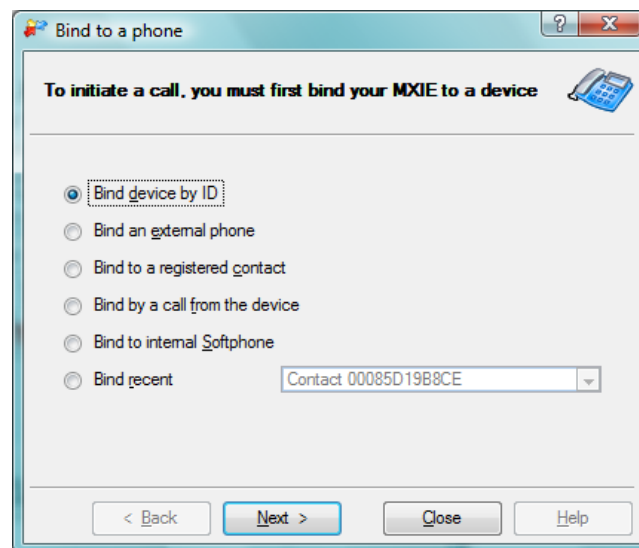 Bind to a phone
To initiate a call, you must first bind your MXIE to a device
Bind device by ID
Bind an external phone
Bind to a registered contact
Bind by a call from the device
Bind to internal Softphone
Bind recent Contact 00085D19B8CE
< Back Next > Close Help